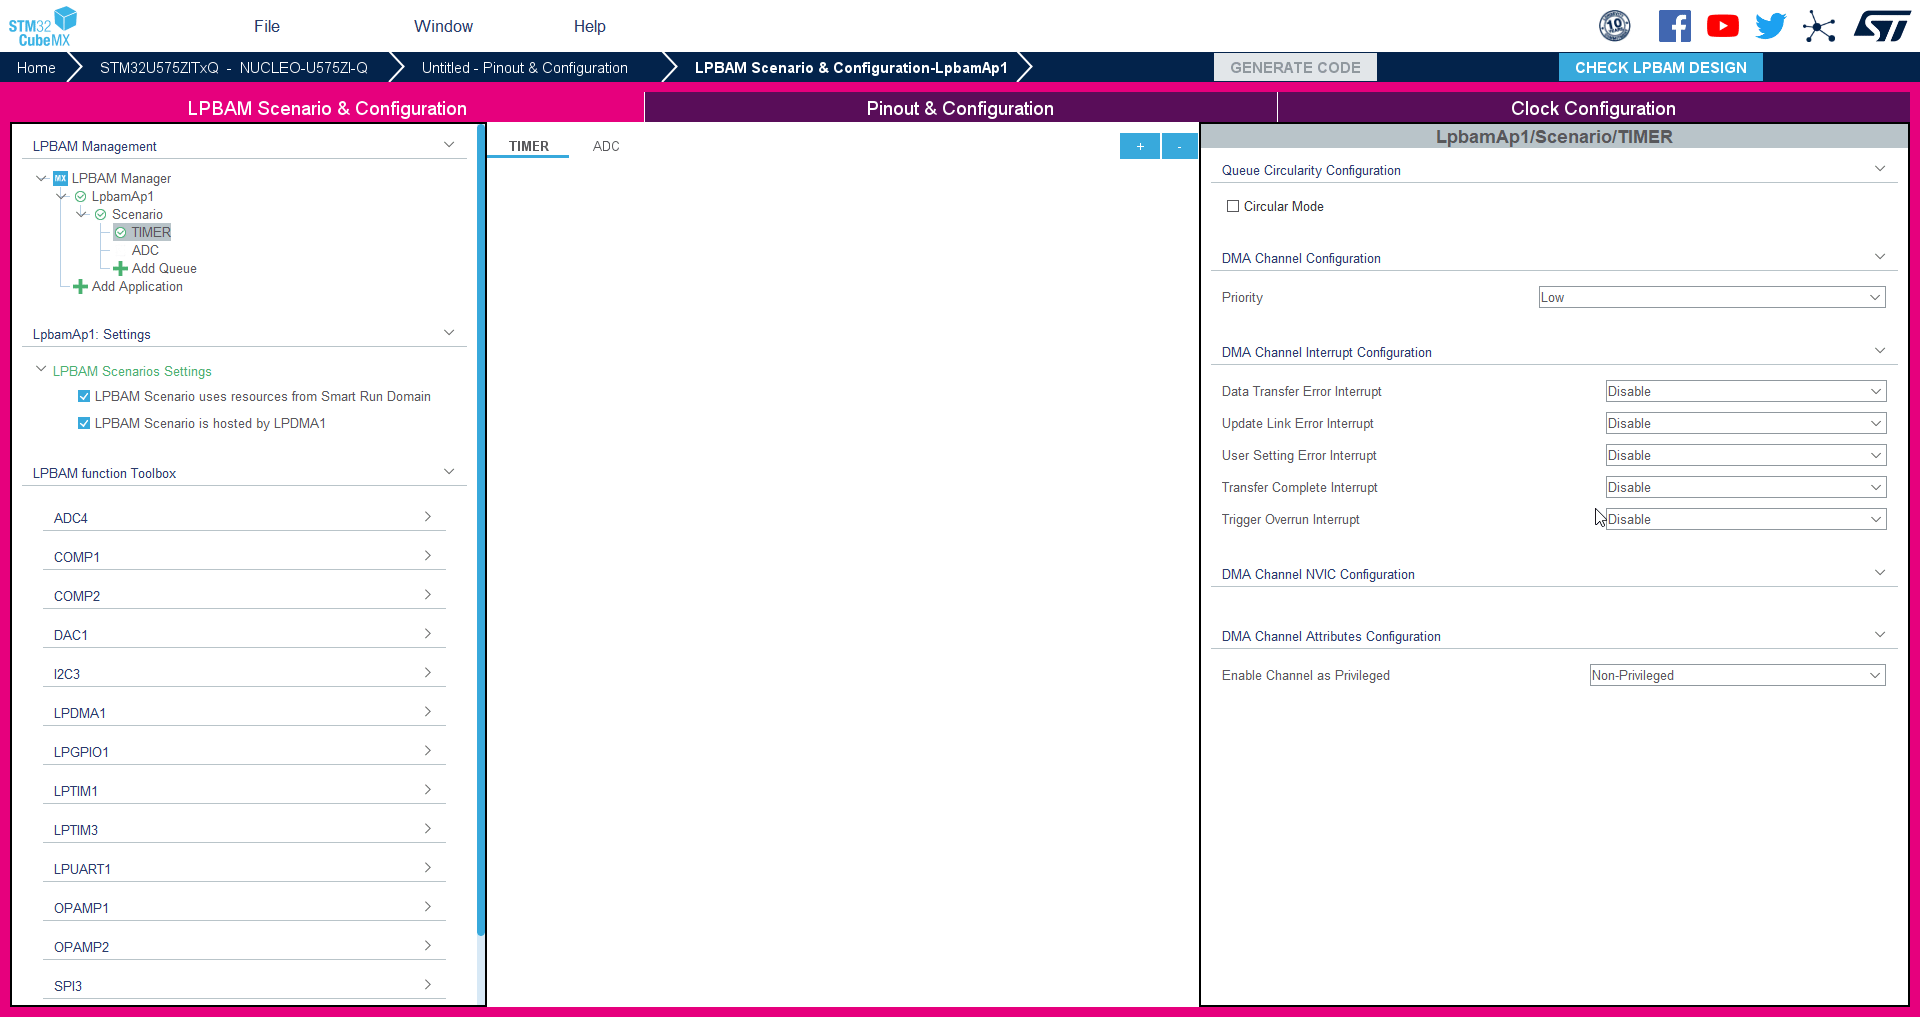 STM32
CubeMX
File
Window
Help
10
Home
STM32U575ZITxQ - NUCLEO-U575ZI-Q
Untitled - Pinout & Configuration
LPBAM Scenario & Configuration-LpbamAp1
GENERATE CODE
CHECK LPBAM DESIGN
LPBAM Scenario & Configuration
Pinout & Configuration
Clock Configuration
LPBAM Management
MX LPBAM Manager
LpbamAp1
Scenario
TIMER
ADC
Add Queue
Add Application
LpbamAp1: Settings
LPBAM Scenarios Settings
LPBAM Scenario uses resources from Smart Run Domain
LPBAM Scenario is hosted by LPDMA1
LPBAM function Toolbox
ADC4
COMP1
COMP2
DAC1
I2C3
LPDMA1
LPGPIO1
LPTIM1
LPTIM3
LPUART1
OPAMP1
OPAMP2
SPI3
TIMER
ADC
+
-
LpbamAp1/Scenario/TIMER
Queue Circularity Configuration
Circular Mode
DMA Channel Configuration
Priority
Low
DMA Channel Interrupt Configuration
Data Transfer Error Interrupt
Disable
Update Link Error Interrupt
Disable
User Setting Error Interrupt
Disable
Transfer Complete Interrupt
Disable
Trigger Overrun Interrupt
Disable
DMA Channel NVIC Configuration
DMA Channel Attributes Configuration
Enable Channel as Privileged
Non-Privileged